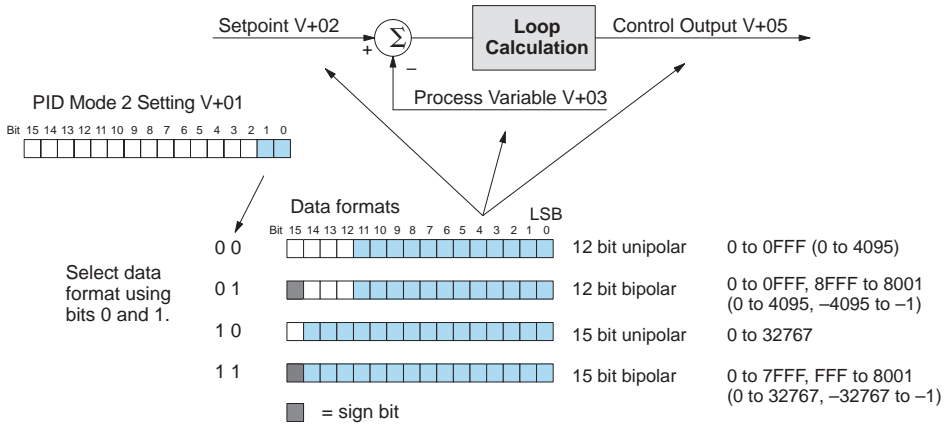 Setpoint V+02
+
Σ
–
Loop
Calculation
Control Output V+05
Process Variable V+03
PID Mode 2 Setting V+01
Bit 15 14 13 12 11 10 9 8 7 6 5 4 3 2 1 0
Data formats
LSB
Bit 15 14 13 12 11 10 9 8 7 6 5 4 3 2 1 0
Select data
format using
bits 0 and 1.
0 0
12 bit unipolar
0 to 0FFF (0 to 4095)
0 1
12 bit bipolar
0 to 0FFF, 8FFF to 8001
(0 to 4095, –4095 to –1)
1 0
15 bit unipolar
0 to 32767
1 1
15 bit bipolar
0 to 7FFF, FFF to 8001
(0 to 32767, –32767 to –1)
= sign bit